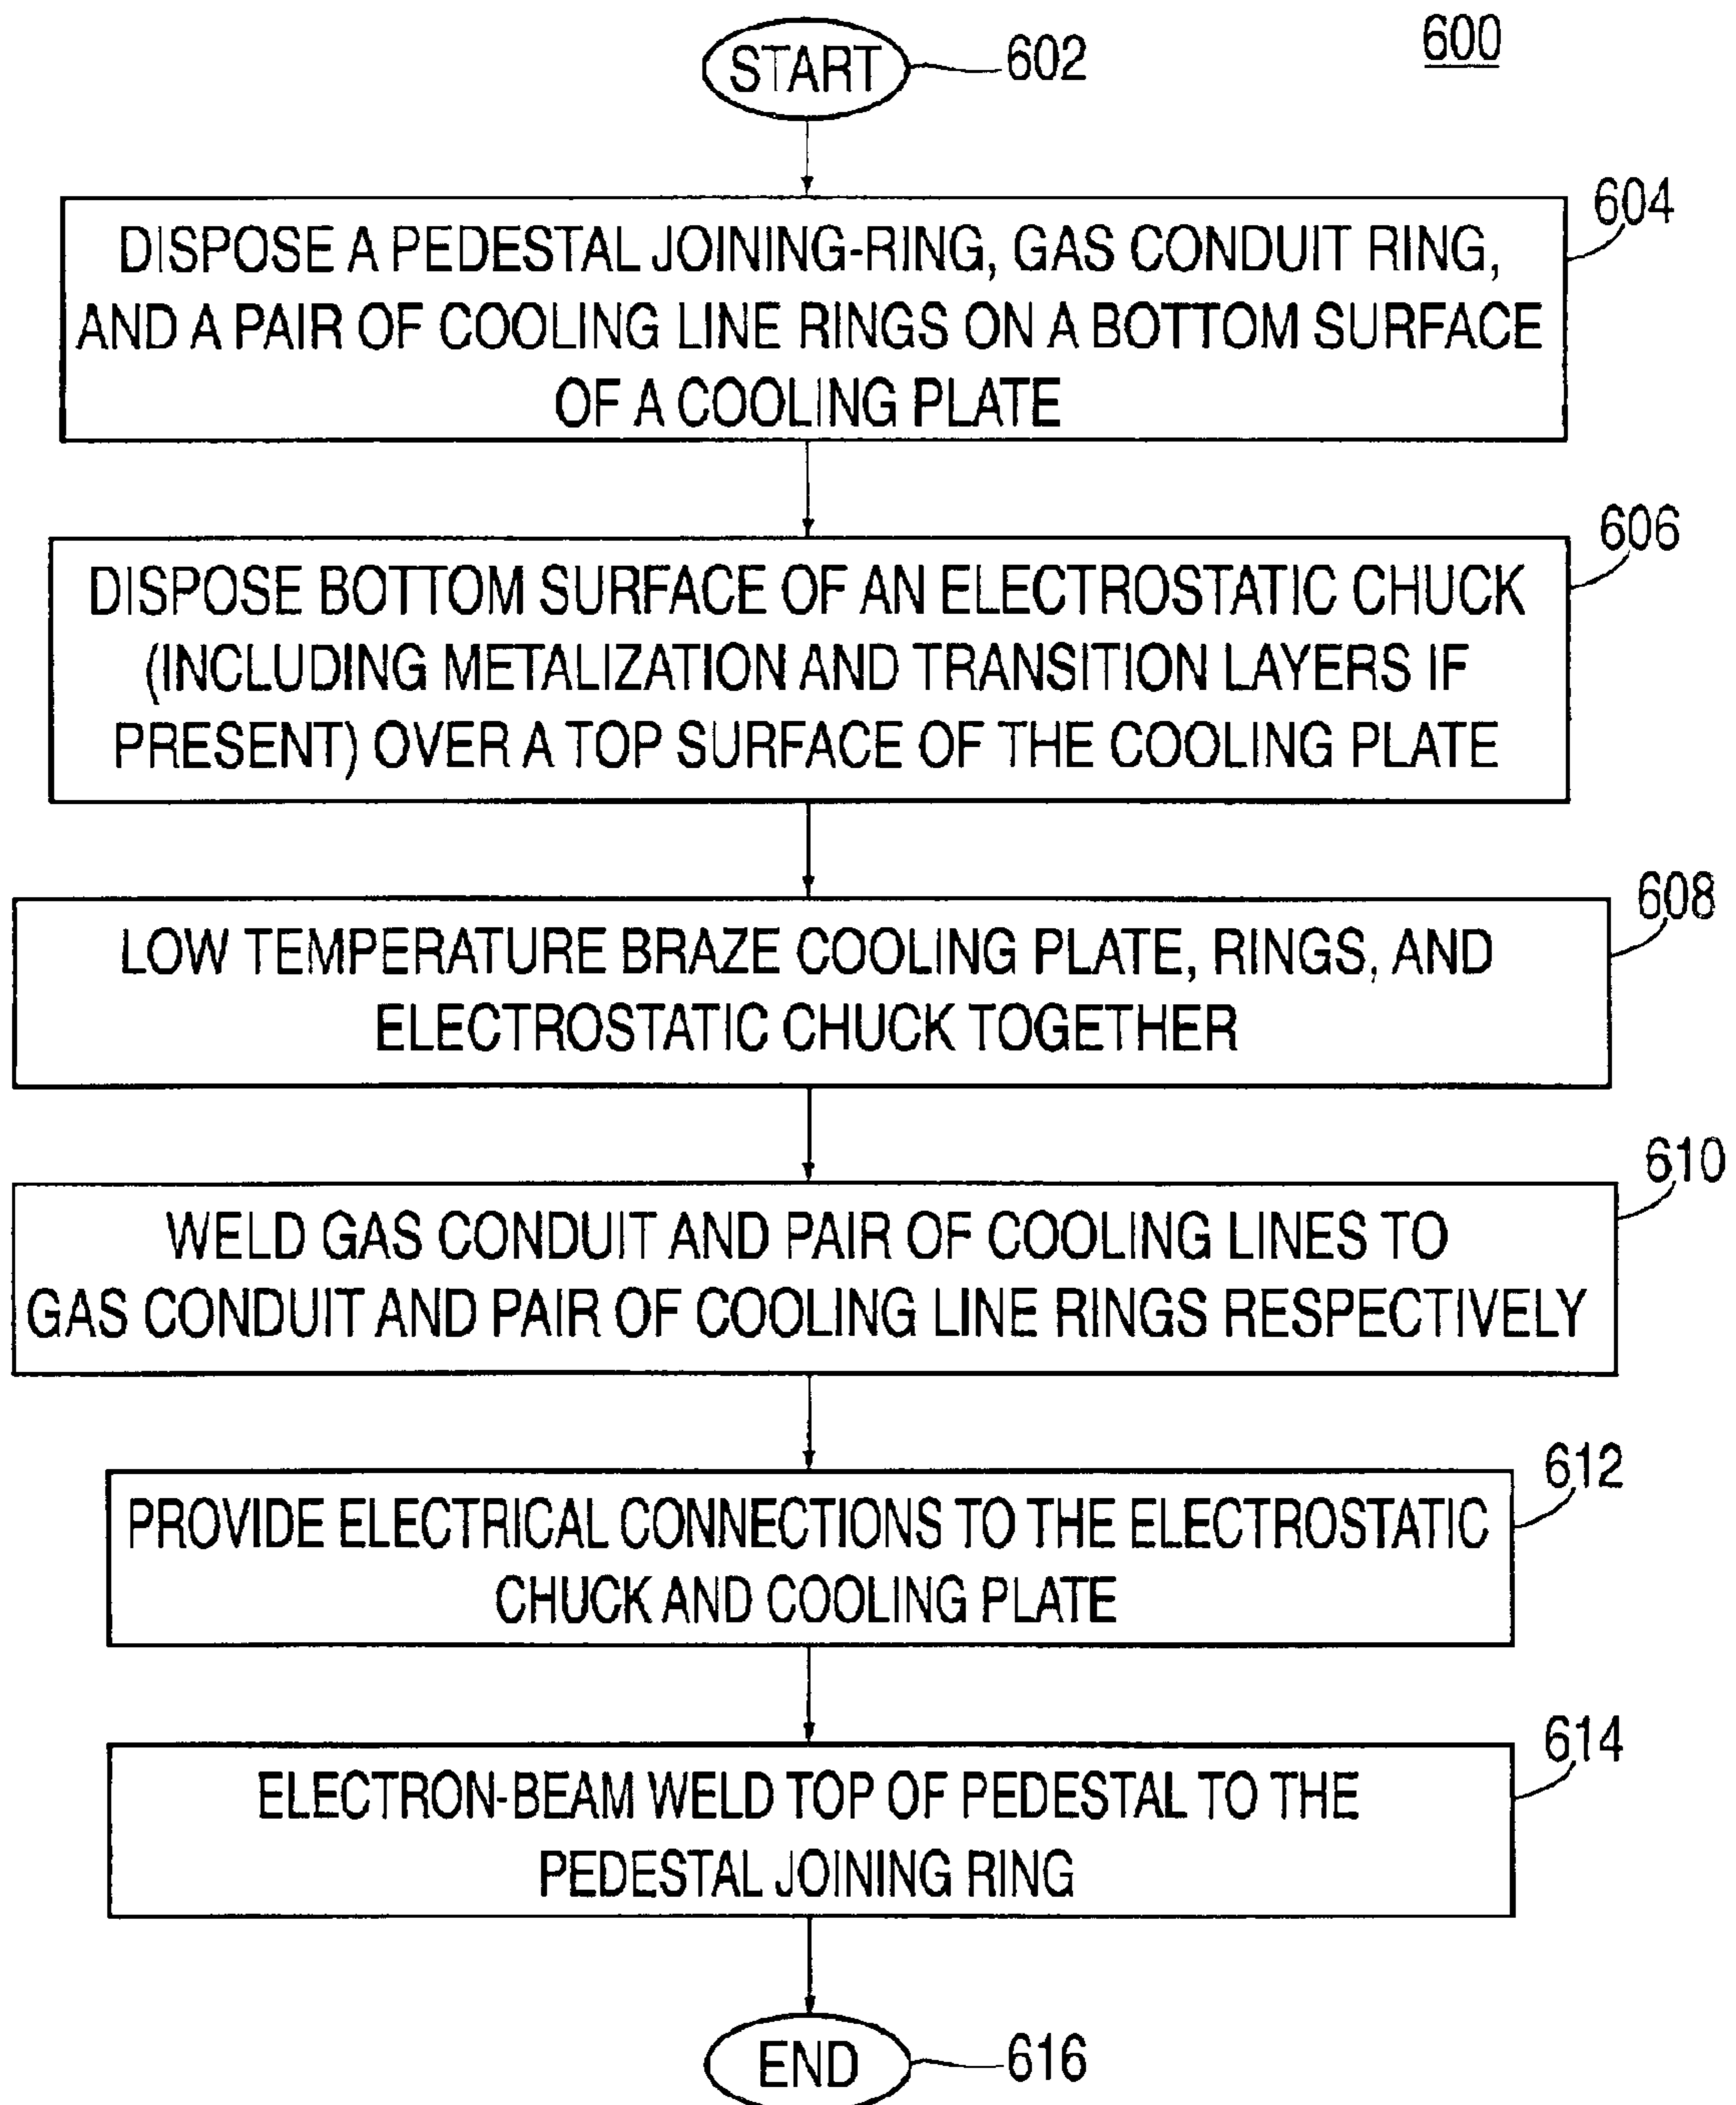 600
START
602
604
DISPOSE A PEDESTAL JOINING-RING, GAS CONDUIT RING,
AND A PAIR OF COOLING LINE RINGS ON A BOTTOM SURFACE
OF A COOLING PLATE
606
DISPOSE BOTTOM SURFACE OF AN ELECTROSTATIC CHUCK
(INCLUDING METALIZATION AND TRANSITION LAYERS IF
PRESENT) OVER A TOP SURFACE OF THE COOLING PLATE
608
LOW TEMPERATURE BRAZE COOLING PLATE, RINGS, AND
ELECTROSTATIC CHUCK TOGETHER
610
WELD GAS CONDUIT AND PAIR OF COOLING LINES TO
GAS CONDUIT AND PAIR OF COOLING LINE RINGS RESPECTIVELY
612
PROVIDE ELECTRICAL CONNECTIONS TO THE ELECTROSTATIC
CHUCK AND COOLING PLATE
614
ELECTRON-BEAM WELD TOP OF PEDESTAL TO THE
PEDESTAL JOINING RING
END
616